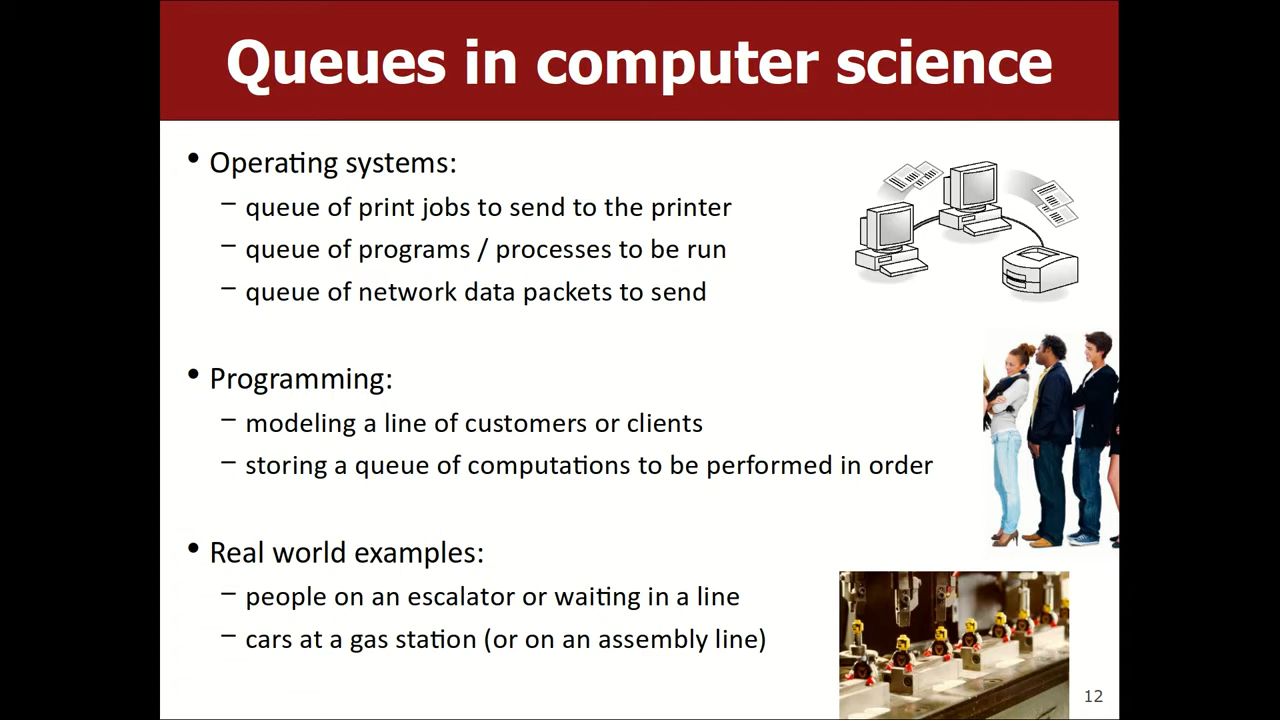 Queues in computer science
• Operating systems:
– queue of print jobs to send to the printer
– queue of programs / processes to be run
– queue of network data packets to send
• Programming:
– modeling a line of customers or clients
– storing a queue of computations to be performed in order
• Real world examples:
– people on an escalator or waiting in a line
– cars at a gas station (or on an assembly line)
12